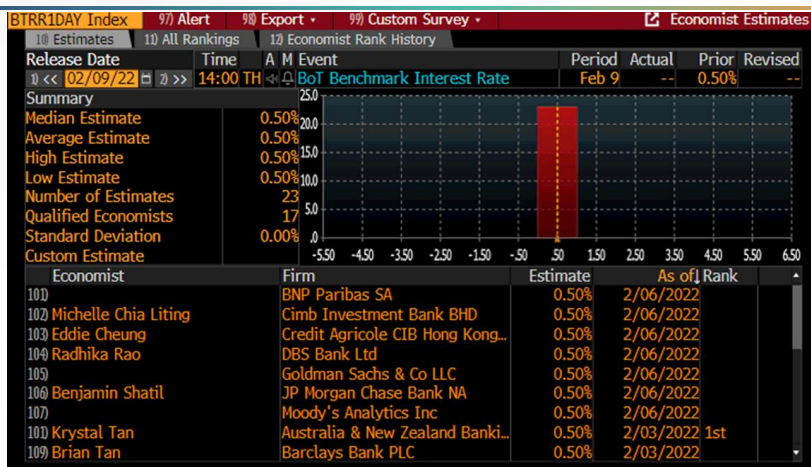 BTRR1DAY Index 97) Alert 98) Export 99) Custom Survey Economist Estimates
10) Estimates 11) All Rankings 12) Economist Rank History
Release Date Time A M Event Period Actual Prior Revised
1) << 02/09/22 2) >> 14:00 TH BoT Benchmark Interest Rate Feb 9 -- 0.50% --
Summary
Median Estimate 0.50%
Average Estimate 0.50%
High Estimate 0.50%
Low Estimate 0.50%
Number of Estimates 23
Qualified Economists 17
Standard Deviation 0.00%
Custom Estimate
25.0
20.0
15.0
10.0
5.0
.0
-5.50 -4.50 -3.50 -2.50 -1.50 -.50 .50 1.50 2.50 3.50 4.50 5.50 6.50
Economist Firm Estimate As of↓ Rank
101) BNP Paribas SA 0.50% 2/06/2022
102) Michelle Chia Liting Cimb Investment Bank BHD 0.50% 2/06/2022
103) Eddie Cheung Credit Agricole CIB Hong Kong... 0.50% 2/06/2022
104) Radhika Rao DBS Bank Ltd 0.50% 2/06/2022
105) Goldman Sachs & Co LLC 0.50% 2/06/2022
106) Benjamin Shatil JP Morgan Chase Bank NA 0.50% 2/06/2022
107) Moody's Analytics Inc 0.50% 2/06/2022
101) Krystal Tan Australia & New Zealand Banki... 0.50% 2/03/2022 1st
109) Brian Tan Barclays Bank PLC 0.50% 2/03/2022